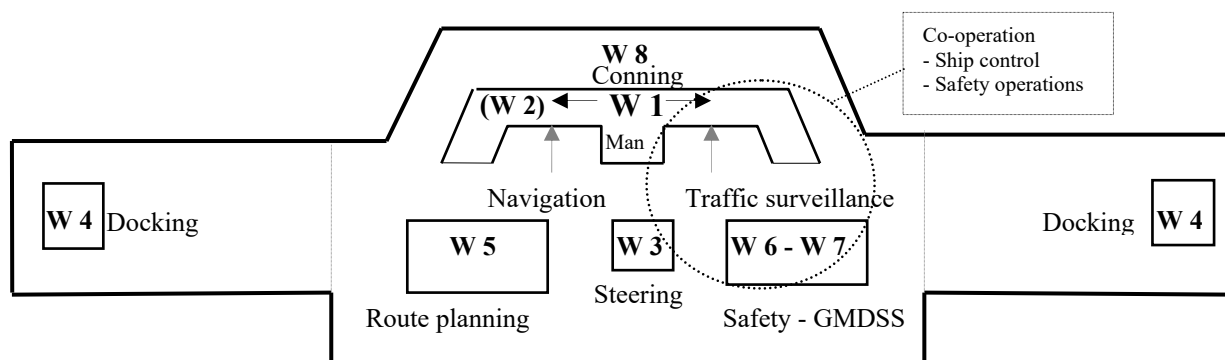 W 8
Conning
Co-operation
- Ship control
- Safety operations
(W 2)
W 1
Man
Navigation
Traffic surveillance
W 4
Docking
Docking
W 4
W 5
W 3
W 6 - W 7
Steering
Route planning
Safety - GMDSS